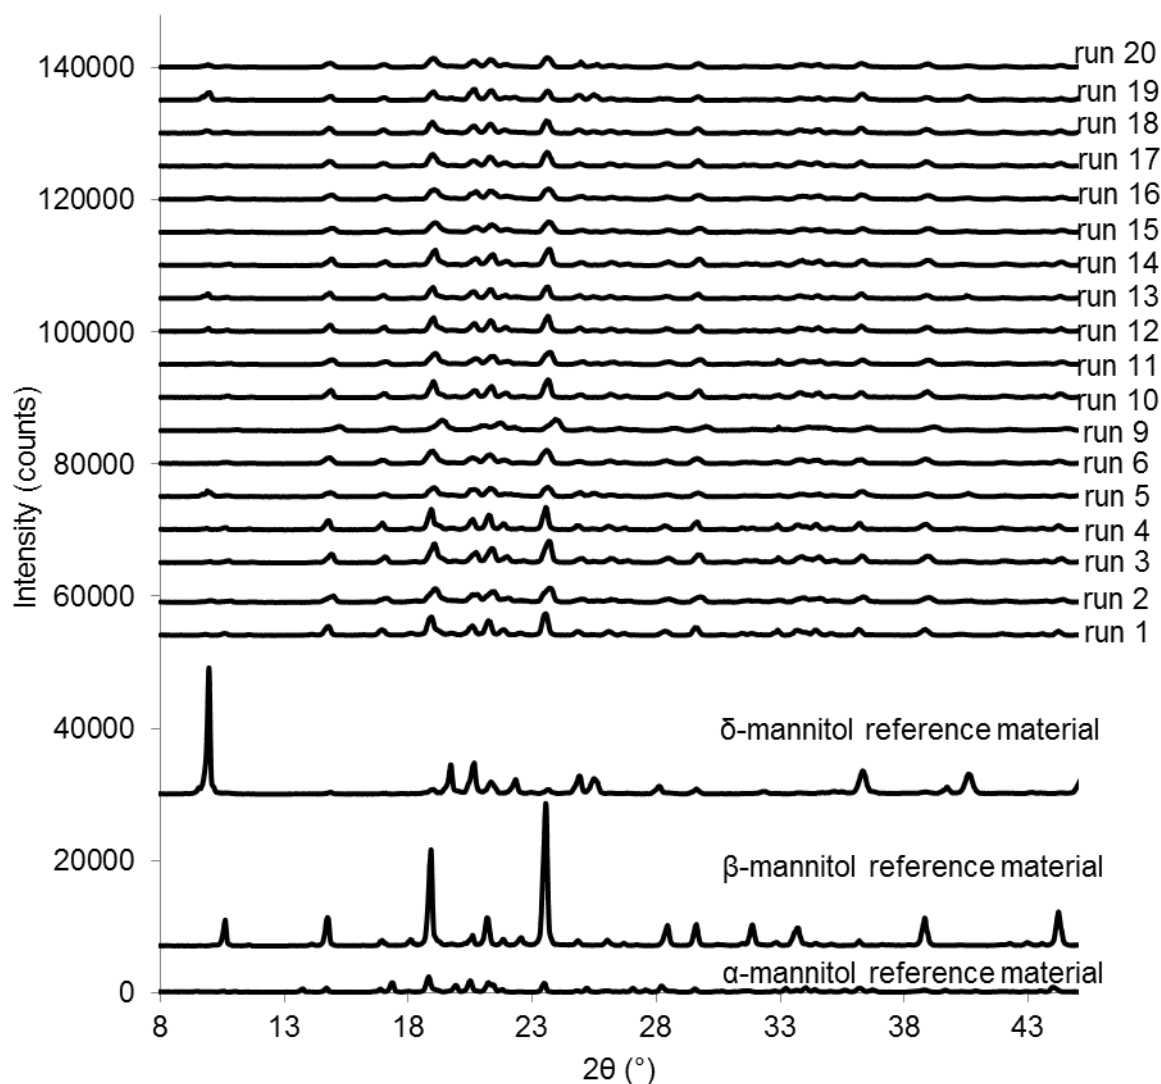 run 20
140000
run 19
run 18
run 17
120000
run 16
run 15
run 14
run 13
100000
run 12
run 11
run 10
run 9
80000
run 6
run 5
run 4
run 3
60000
run 2
run 1
Intensity (counts)
40000
δ-mannitol reference material
20000
β-mannitol reference material
α-mannitol reference material
0
8 13 18 23 28 33 38 43
2θ (°)